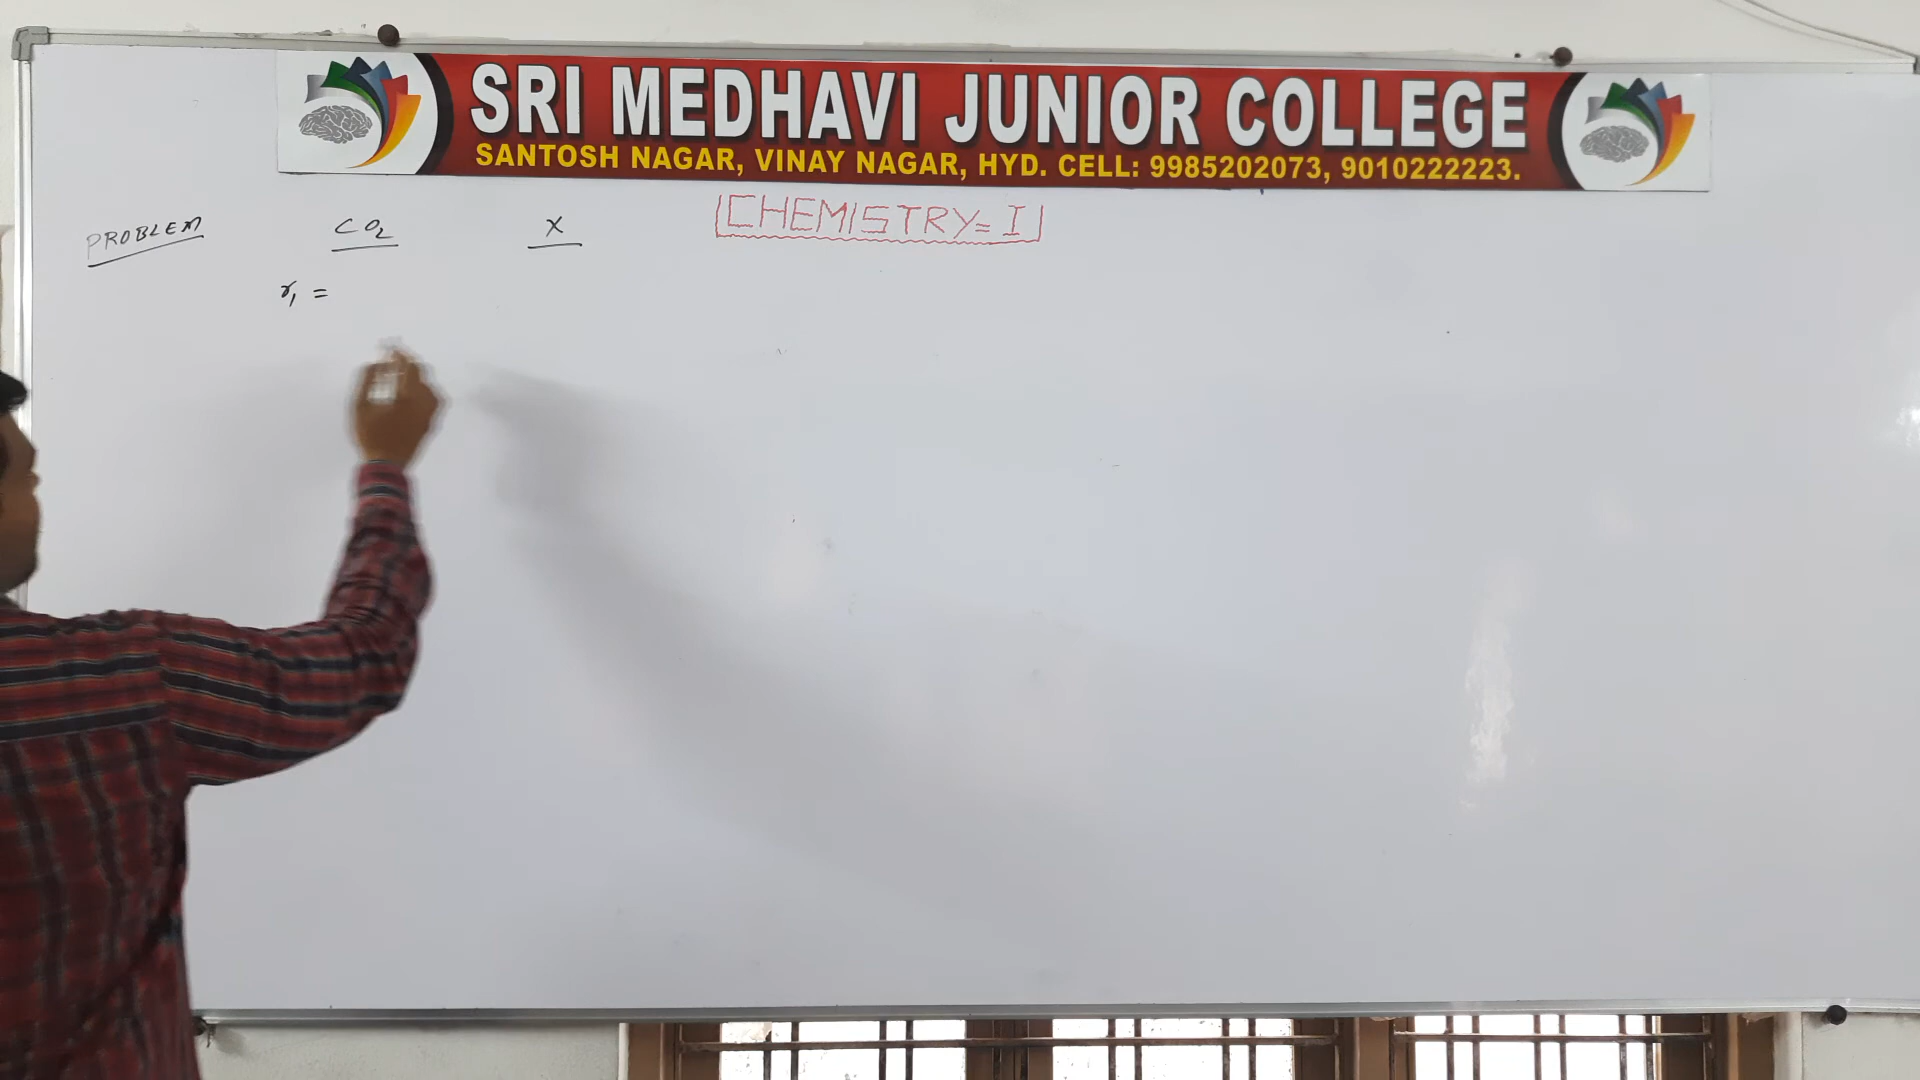 SRI MEDHAVI JUNIOR COLLEGE
SANTOSH NAGAR, VINAY NAGAR, HYD. CELL: 9985202073, 9010222223.
CHEMISTRY=I
PROBLEM CO₂ X
r₁ =